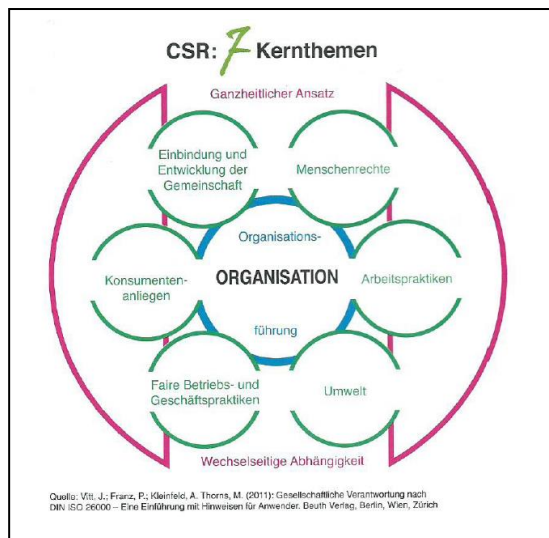 CSR: 7 Kernthemen
Ganzheitlicher Ansatz
Einbindung und
Entwicklung der
Gemeinschaft
Menschenrechte
Organisations-
Konsumenten-
anliegen
ORGANISATION
Arbeitspraktiken
führung
Faire Betriebs- und
Geschäftspraktiken
Umwelt
Wechselseitige Abhängigkeit
Quelle: Vitt, J.; Franz, P.; Kleinfeld, A. Thorns, M. (2011): Gesellschaftliche Verantwortung nach
DIN ISO 26000 – Eine Einführung mit Hinweisen für Anwender. Beuth Verlag, Berlin, Wien, Zürich